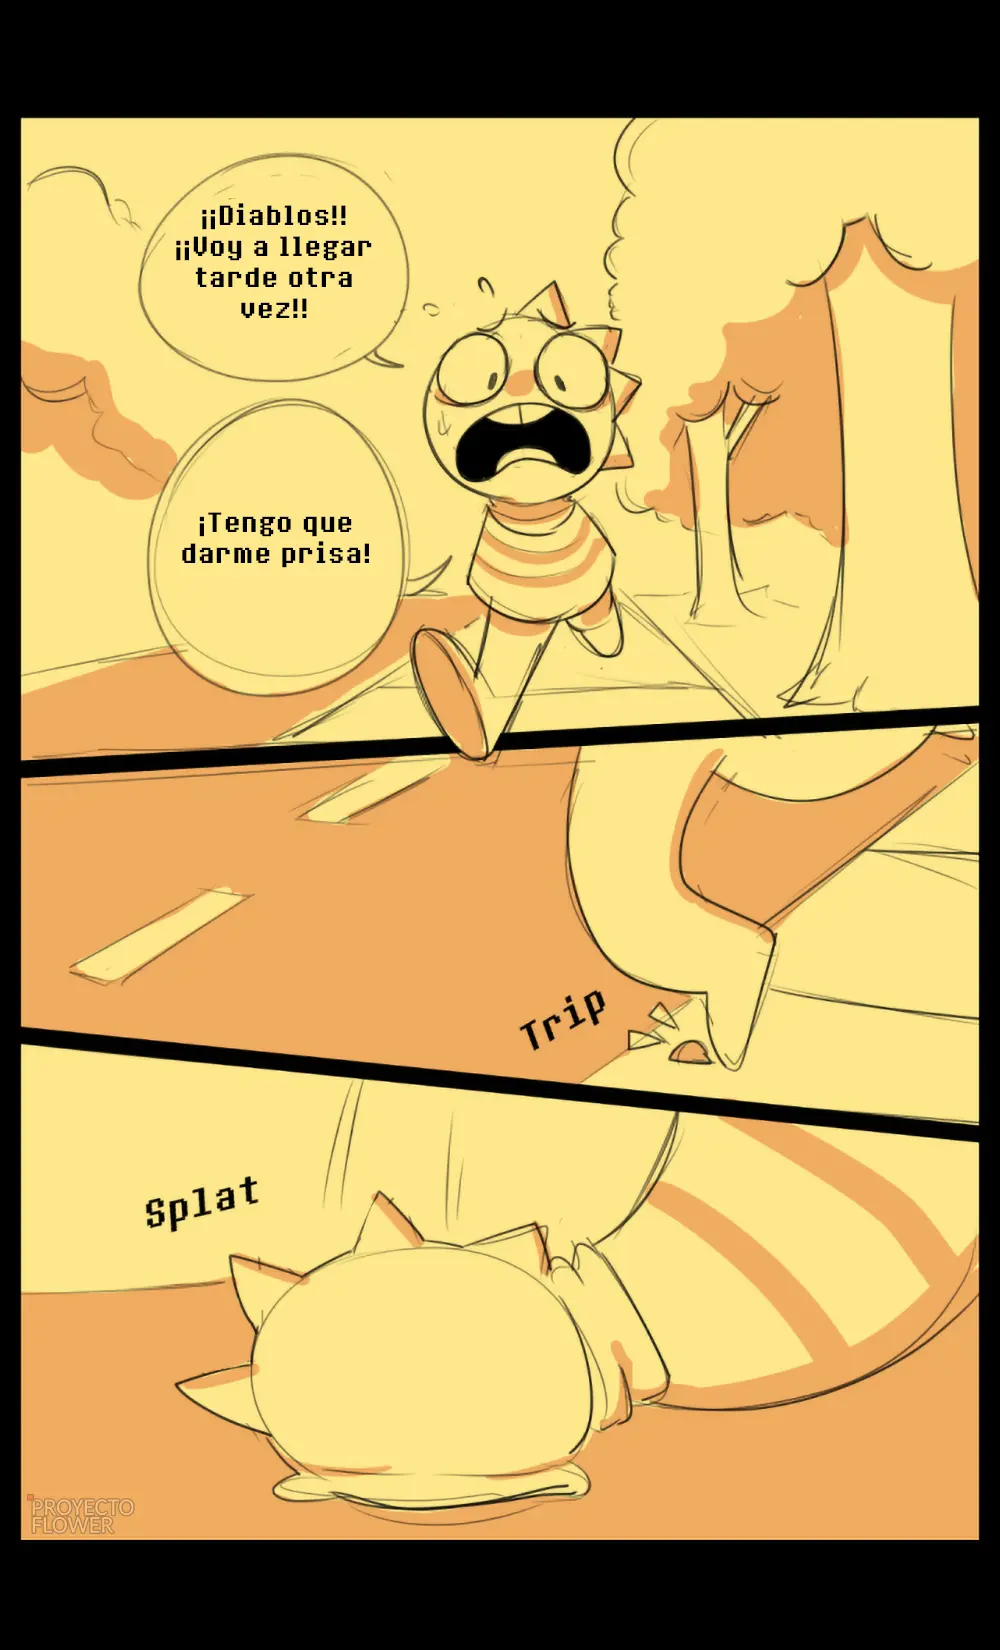 ¡¡Diablos!!
¡¡Voy a llegar
tarde otra
vez!!
¡Tengo que
darme prisa!
Trip
Splat
PROYECTO
FLOWER